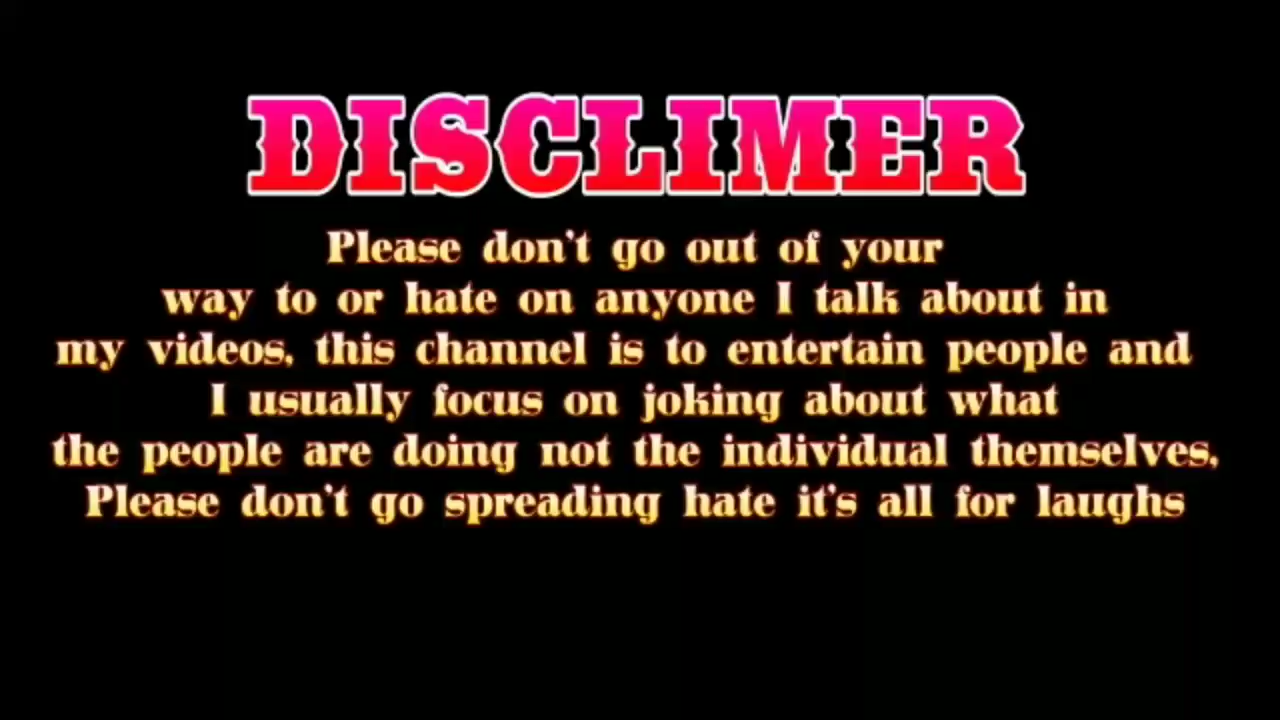 DISCLIMER
Please don't go out of your
way to or hate on anyone I talk about in
my videos, this channel is to entertain people and
I usually focus on joking about what
the people are doing not the individual themselves,
Please don't go spreading hate it's all for laughs